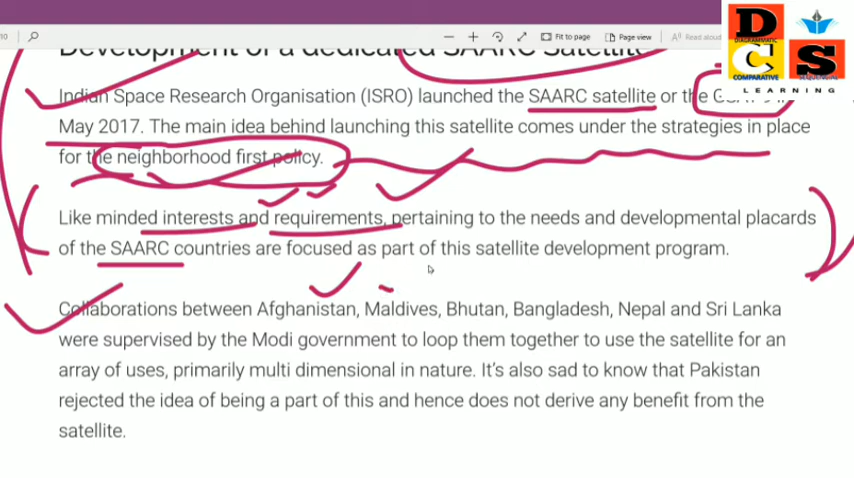 10
Fit to page
Page view
Read aloud
D
DIAGRAMMATIC
C
COMPARATIVE
S
SEQUENTIAL
LEARNING
Development of a dedicated SAARC Satellite
Indian Space Research Organisation (ISRO) launched the SAARC satellite or the
May 2017. The main idea behind launching this satellite comes under the strategies in place
for the neighborhood first policy.
Like minded interests and requirements, pertaining to the needs and developmental placards
of the SAARC countries are focused as part of this satellite development program.
Collaborations between Afghanistan, Maldives, Bhutan, Bangladesh, Nepal and Sri Lanka
were supervised by the Modi government to loop them together to use the satellite for an
array of uses, primarily multi dimensional in nature. It's also sad to know that Pakistan
rejected the idea of being a part of this and hence does not derive any benefit from the
satellite.